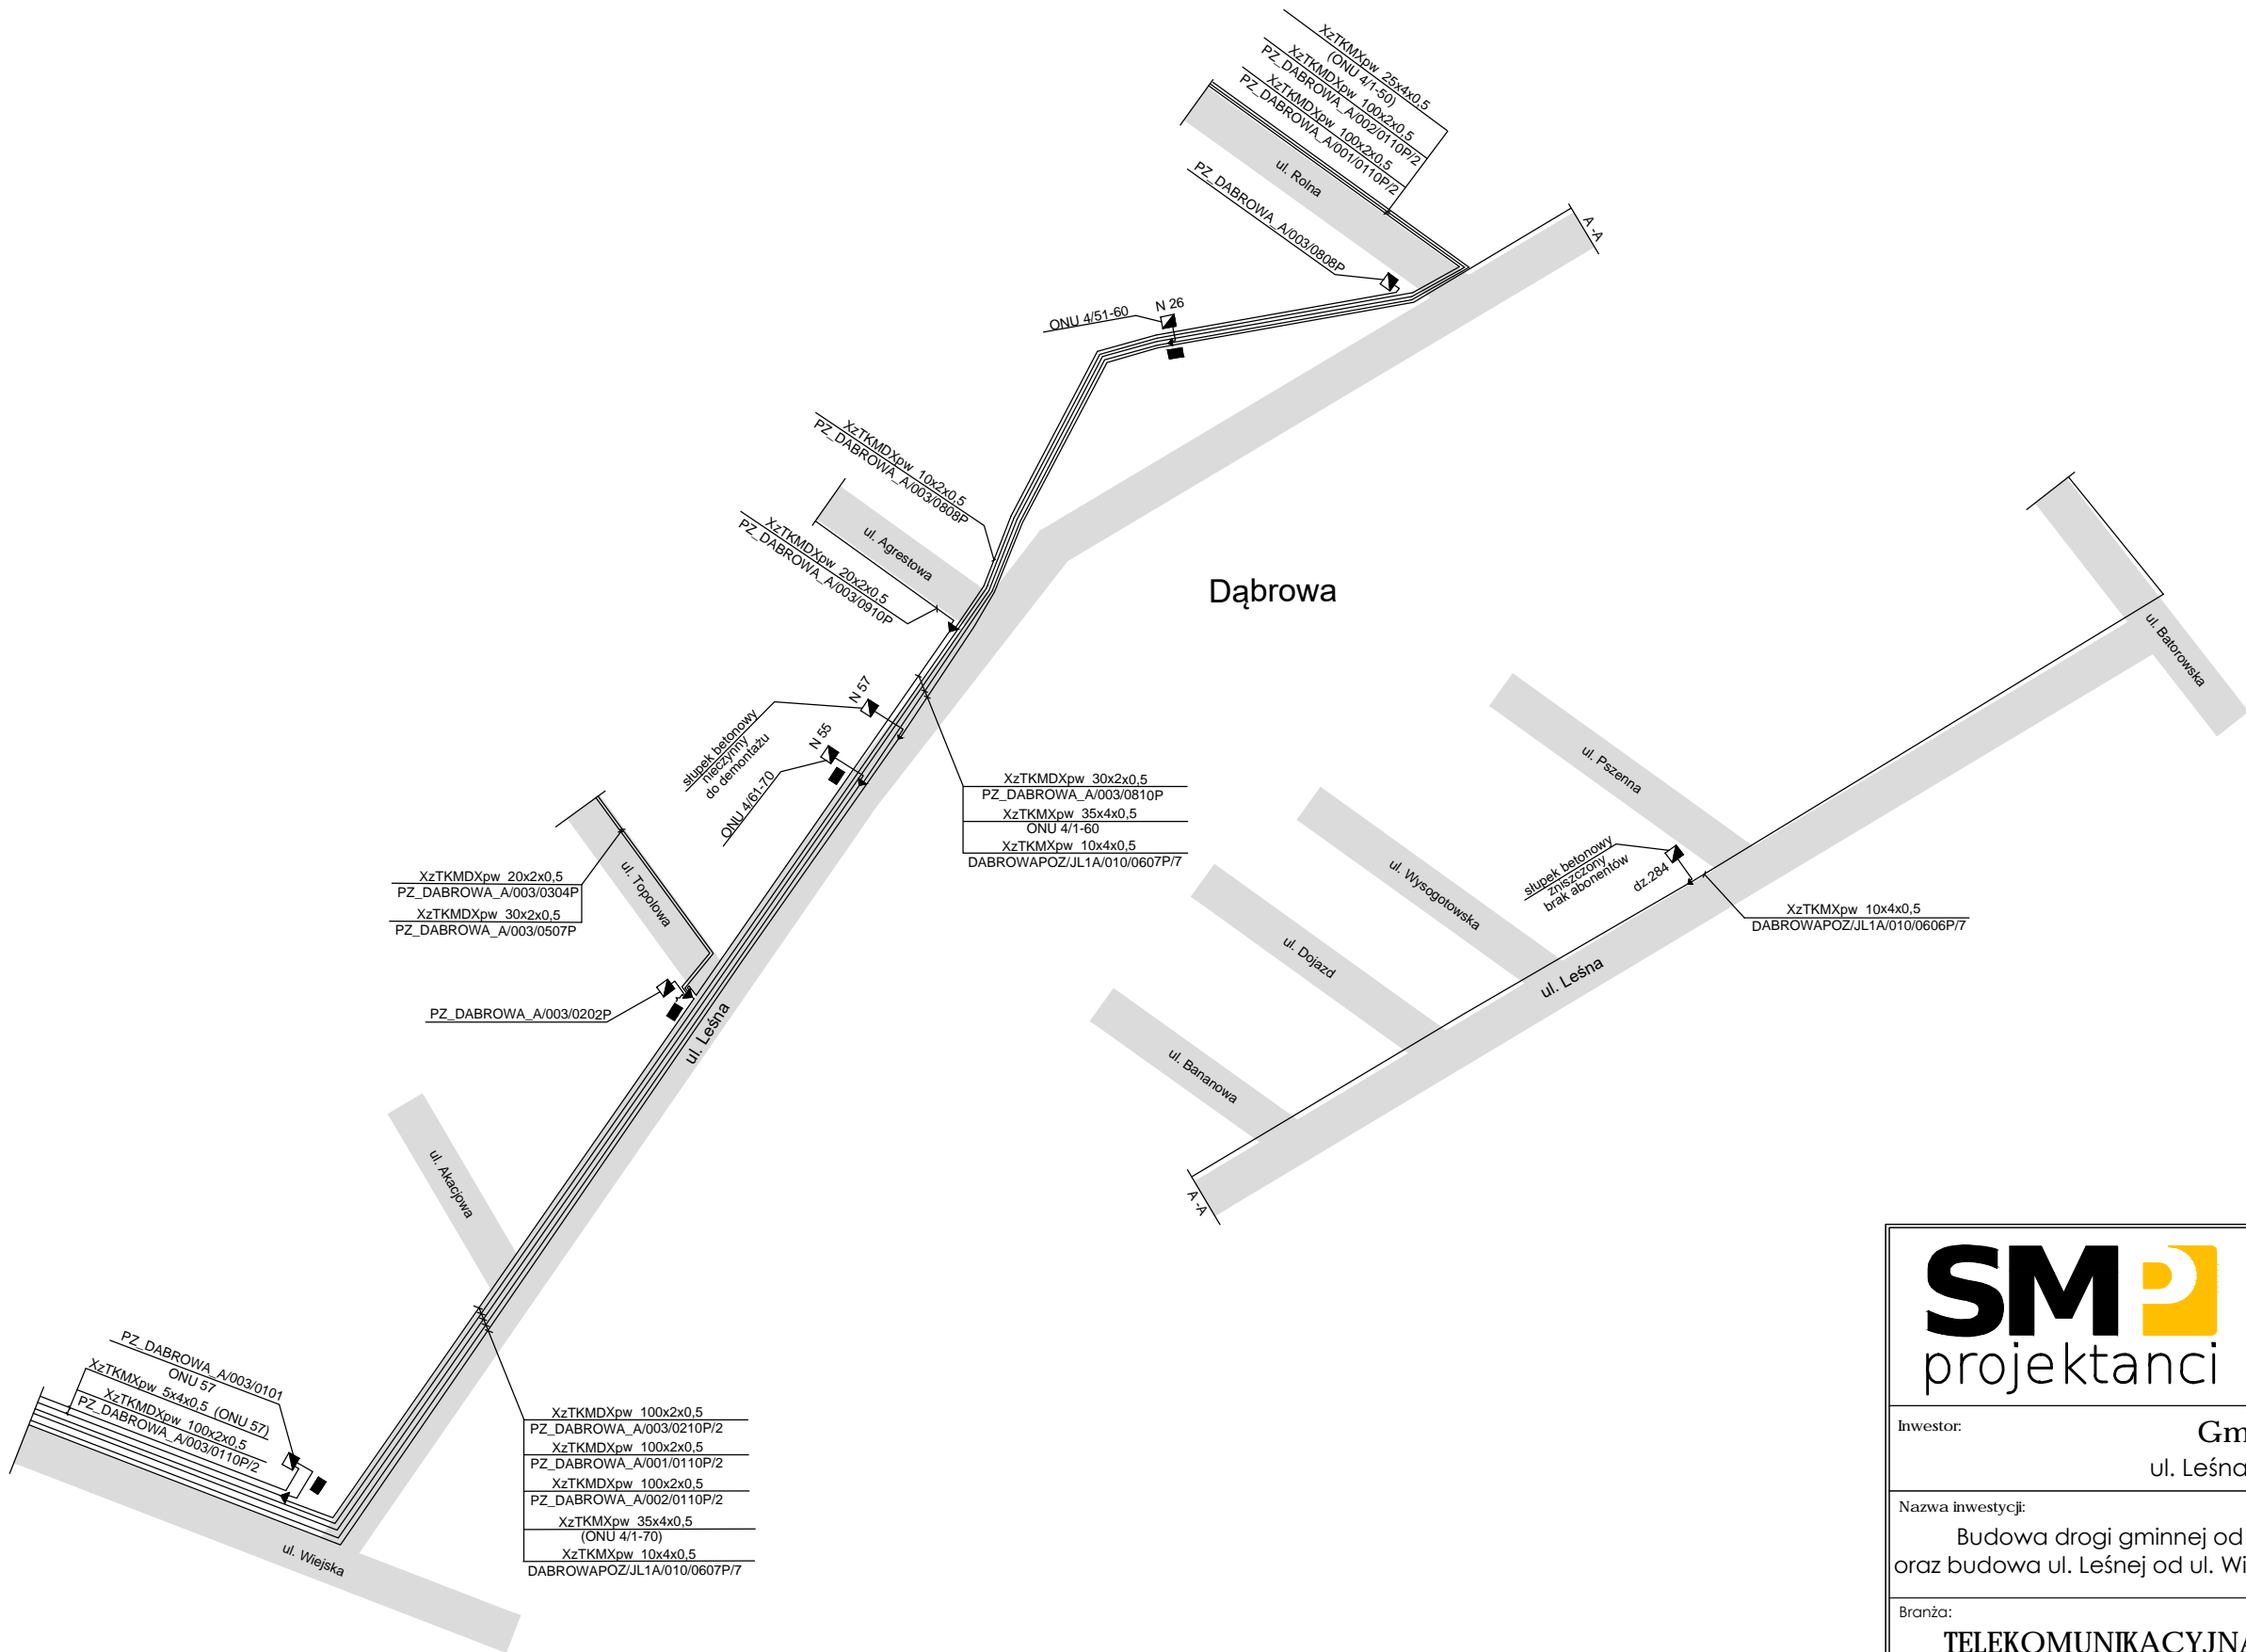 XzTKMXpw 25x4x0,5
(ONU 4/1-50)
XzTKMDXpw 100x2x0,5
PZ_DABROWA_A/002/0110P/2
XzTKMDXpw 100x2x0,5
PZ_DABROWA_A/001/0110P/2
ul. Rolna
PZ_DABROWA_A/003/0808P
A -A
N 26
ONU 4/51-60
XzTKMDXpw 10x2x0,5
PZ_DABROWA_A/003/0808P
ul. Agrestowa
XzTKMDXpw 20x2x0,5
PZ_DABROWA_A/003/0910P
Dąbrowa
ul. Batorowska
N 57
słupek betonowy
nieczynny
do demontażu
N 55
ONU 4/61-70
XzTKMDXpw 30x2x0,5
PZ_DABROWA_A/003/0810P
XzTKMXpw 35x4x0,5
ONU 4/1-60
XzTKMXpw 10x4x0,5
DABROWAPOZ/JL1A/010/0607P/7
ul. Pszenna
ul. Wysogotowska
słupek betonowy
zniszczony
brak abonentów
dz.284
XzTKMXpw 10x4x0,5
DABROWAPOZ/JL1A/010/0606P/7
ul. Topolowa
XzTKMDXpw 20x2x0,5
PZ_DABROWA_A/003/0304P
XzTKMDXpw 30x2x0,5
PZ_DABROWA_A/003/0507P
ul. Dojazd
ul. Leśna
PZ_DABROWA_A/003/0202P
ul. Leśna
ul. Bananowa
ul. Akacjowa
A -A
PZ_DABROWA_A/003/0101
ONU 57
XzTKMXpw 5x4x0,5 (ONU 57)
XzTKMDXpw 100x2x0,5
PZ_DABROWA_A/003/0110P/2
XzTKMDXpw 100x2x0,5
PZ_DABROWA_A/003/0210P/2
XzTKMDXpw 100x2x0,5
PZ_DABROWA_A/001/0110P/2
XzTKMDXpw 100x2x0,5
PZ_DABROWA_A/002/0110P/2
XzTKMXpw 35x4x0,5
(ONU 4/1-70)
XzTKMXpw 10x4x0,5
DABROWAPOZ/JL1A/010/0607P/7
ul. Wiejska
SMP
projektanci
Inwestor:
Gm
ul. Leśna
Nazwa inwestycji:
Budowa drogi gminnej od
oraz budowa ul. Leśnej od ul. Wi
Branża:
TELEKOMUNIKACYJNA